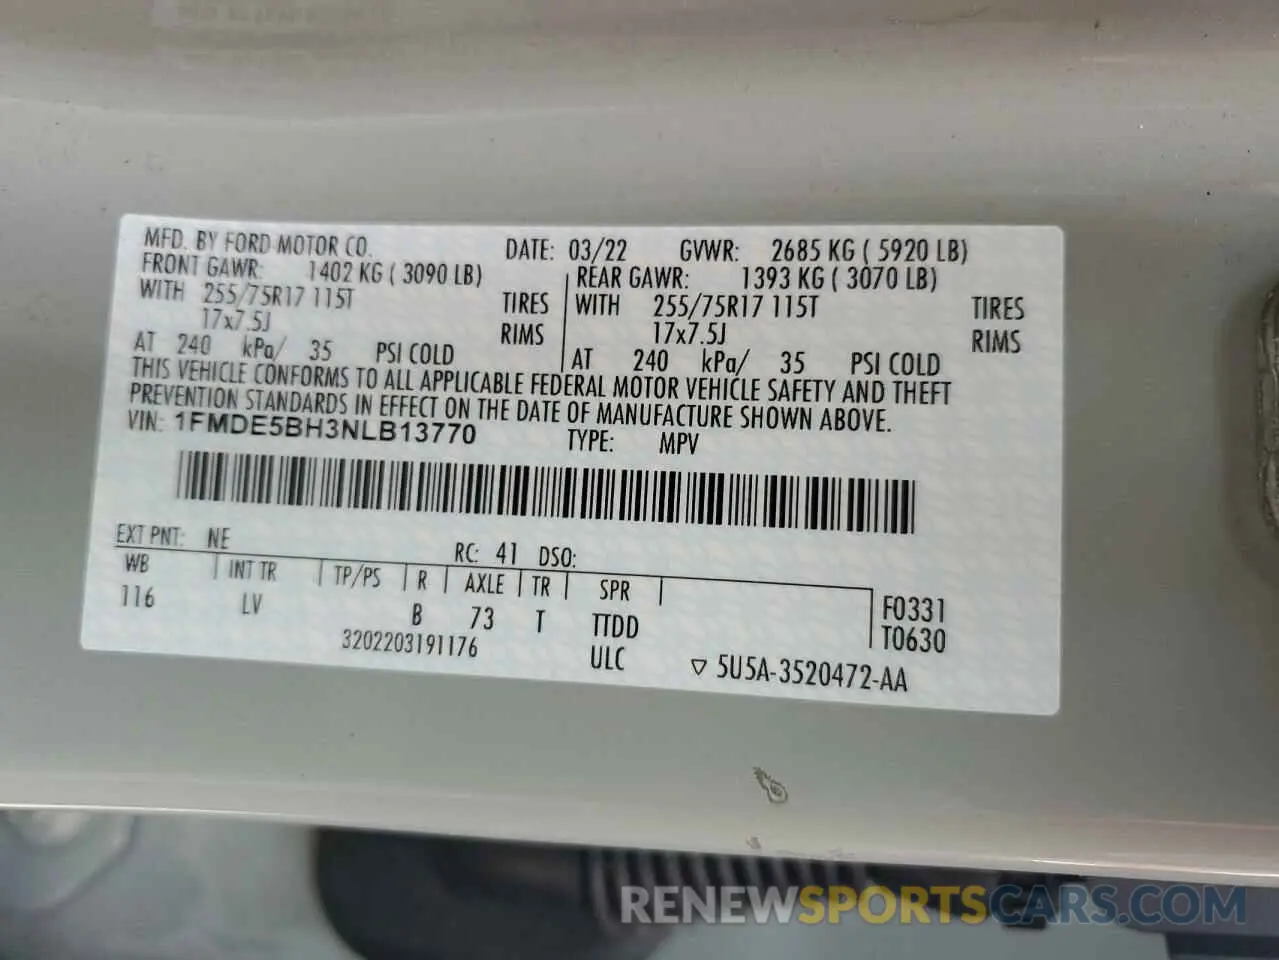 MFD. BY FORD MOTOR CO. DATE: 03/22 GVWR: 2685 KG ( 5920 LB)
FRONT GAWR: 1402 KG ( 3090 LB) REAR GAWR: 1393 KG ( 3070 LB)
WITH 255/75R17 115T TIRES WITH 255/75R17 115T TIRES
17x7.5J RIMS 17x7.5J RIMS
AT 240 kPa/ 35 PSI COLD AT 240 kPa/ 35 PSI COLD
THIS VEHICLE CONFORMS TO ALL APPLICABLE FEDERAL MOTOR VEHICLE SAFETY AND THEFT
PREVENTION STANDARDS IN EFFECT ON THE DATE OF MANUFACTURE SHOWN ABOVE.
VIN: 1FMDE5BH3NLB13770 TYPE: MPV
EXT PNT: NE RC: 41 DSO:
WB INT TR TP/PS R AXLE TR SPR F0331
116 LV B 73 T TTDD T0630
3202203191176 ULC ▽ 5U5A-3520472-AA
RENEWSPORTSCARS.COM